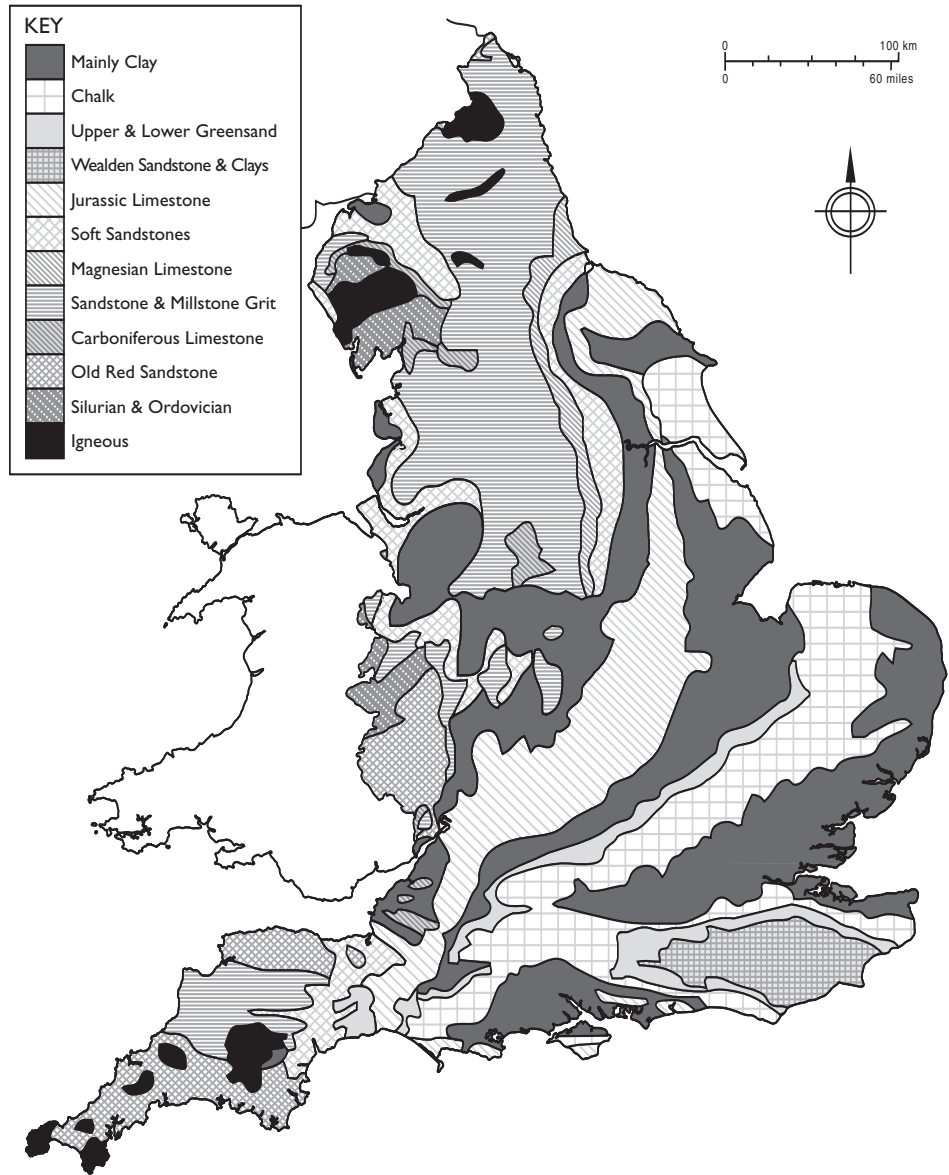 KEY
Mainly Clay
Chalk
Upper & Lower Greensand
Wealden Sandstone & Clays
Jurassic Limestone
Soft Sandstones
Magnesian Limestone
Sandstone & Millstone Grit
Carboniferous Limestone
Old Red Sandstone
Silurian & Ordovician
Igneous
0 100 km
0 60 miles